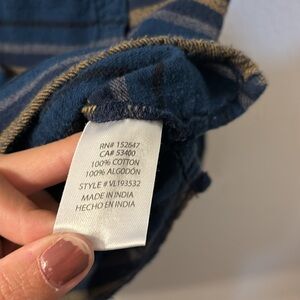 RN# 152647
CA# 53400
100% COTTON
100% ALGODÓN
STYLE # VL193532
MADE IN INDIA
HECHO EN INDIA